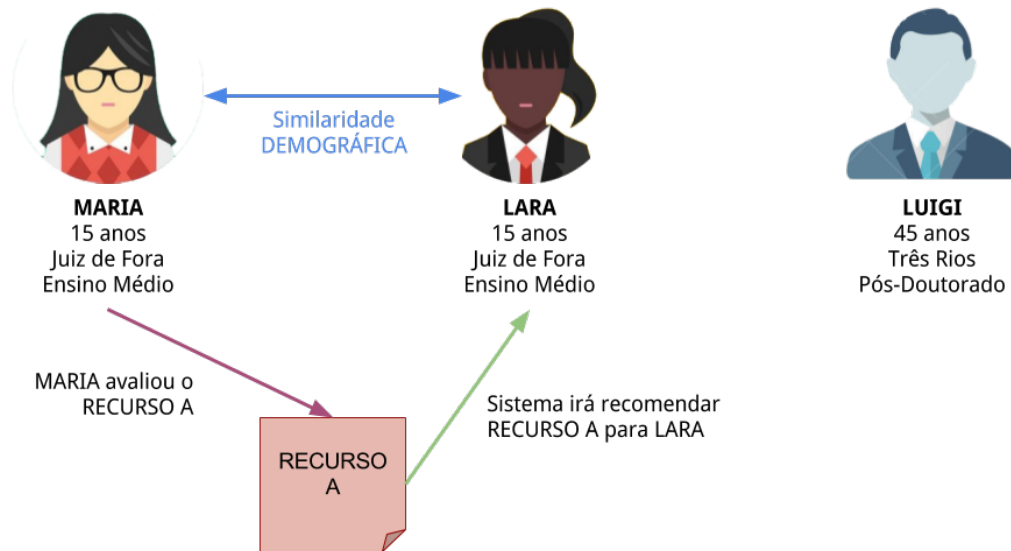 Similaridade
DEMOGRÁFICA
MARIA
15 anos
Juiz de Fora
Ensino Médio
LARA
15 anos
Juiz de Fora
Ensino Médio
LUIGI
45 anos
Três Rios
Pós-Doutorado
MARIA avaliou o
RECURSO A
Sistema irá recomendar
RECURSO A para LARA
RECURSO
A